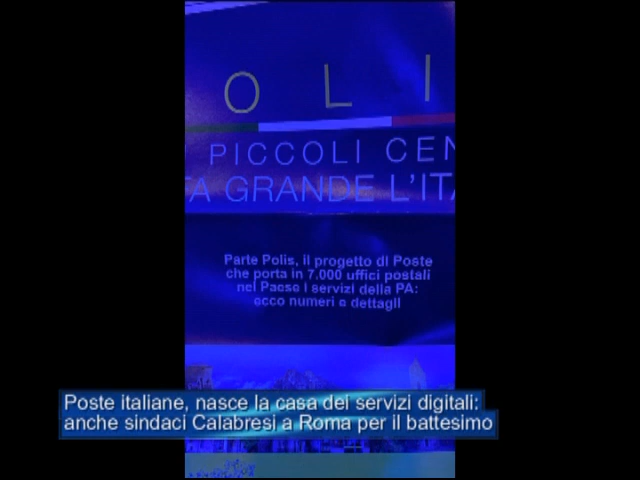 OLI
PICCOLI CEN
TA GRANDE L'ITA
Parte Polis, il progetto di Poste
che porta in 7.000 uffici postali
nel Paese i servizi della PA:
ecco numeri e dettagli
Poste italiane, nasce la casa dei servizi digitali:
anche sindaci Calabresi a Roma per il battesimo